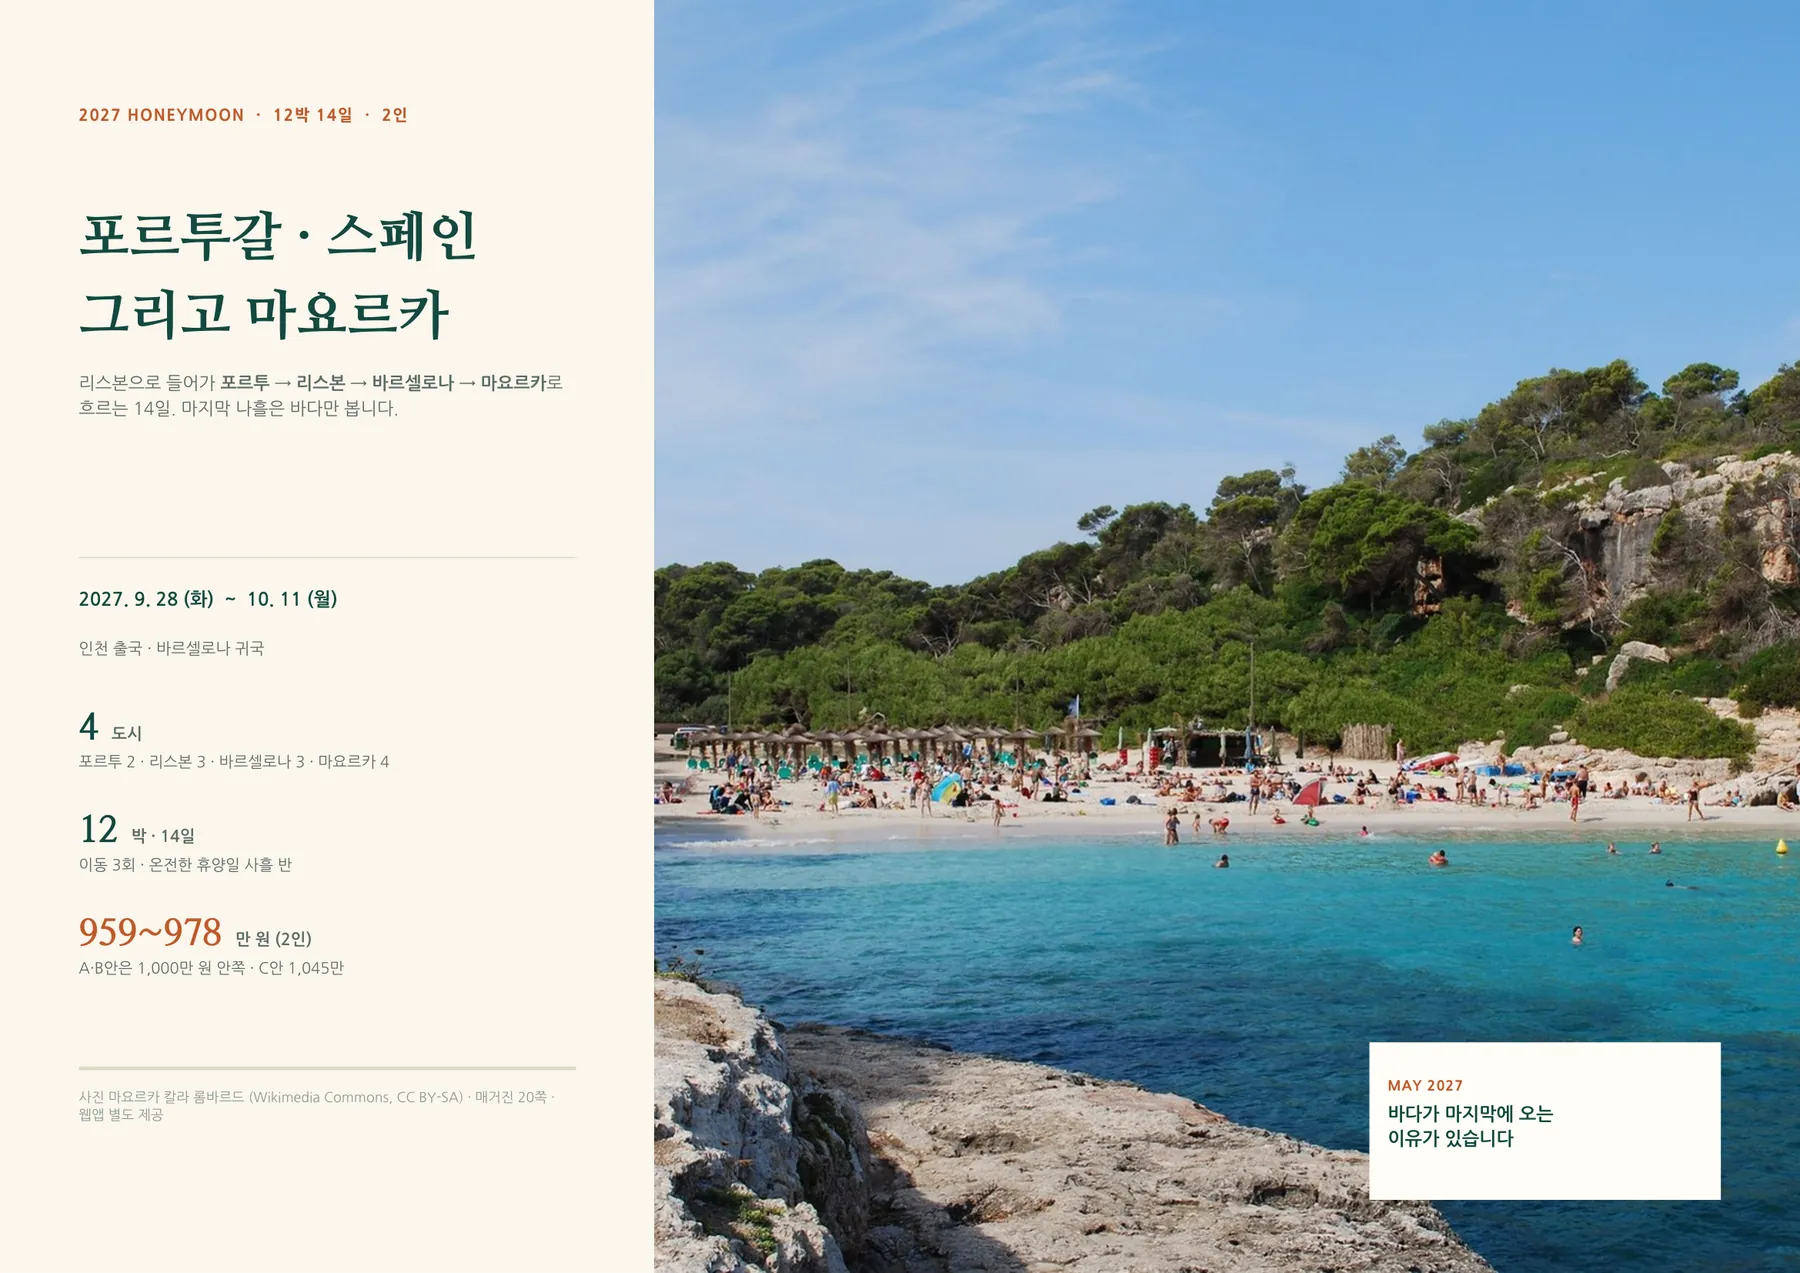 2027 HONEYMOON · 12박 14일 · 2인
포르투갈 · 스페인
그리고 마요르카
리스본으로 들어가 포르투 → 리스본 → 바르셀로나 → 마요르카로
흐르는 14일. 마지막 나흘은 바다만 봅니다.
2027. 9. 28 (화) ~ 10. 11 (월)
인천 출국 · 바르셀로나 귀국
4 도시
포르투 2 · 리스본 3 · 바르셀로나 3 · 마요르카 4
12 박 · 14일
이동 3회 · 온전한 휴양일 사흘 반
959~978 만 원 (2인)
A·B안은 1,000만 원 안쪽 · C안 1,045만
사진 마요르카 칼라 롬바르드 (Wikimedia Commons, CC BY-SA) · 매거진 20쪽 ·
웹앱 별도 제공
MAY 2027
바다가 마지막에 오는
이유가 있습니다